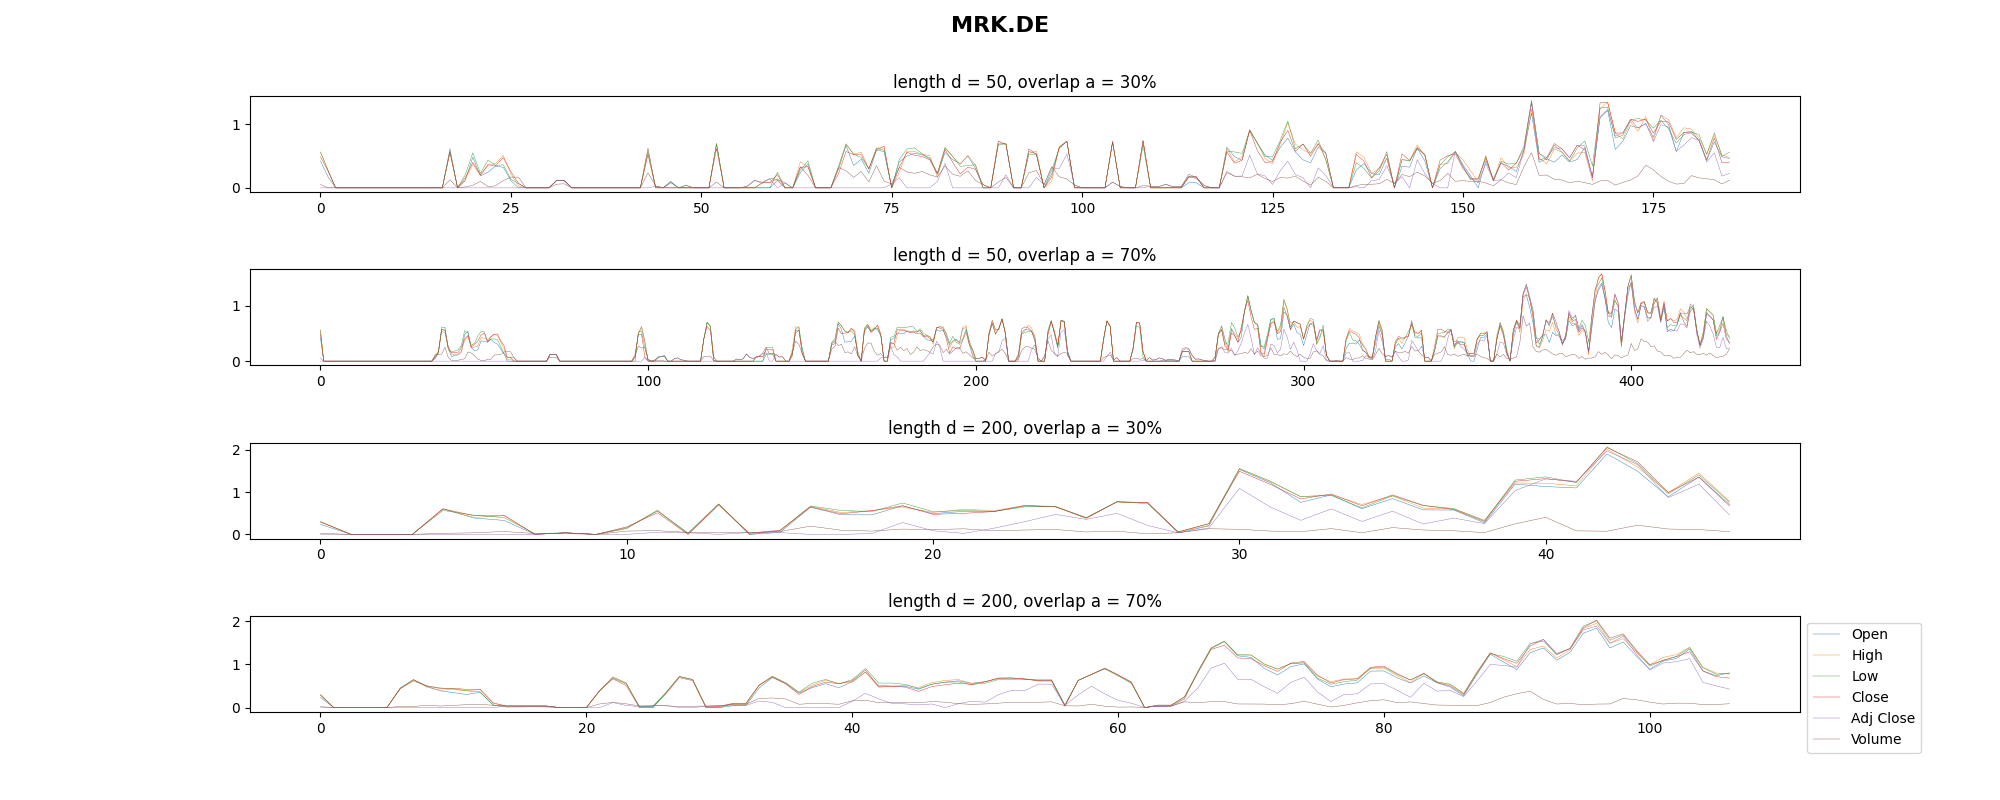 MRK.DE
length d = 50, overlap a = 30%
1
0
0 25 50 75 100 125 150 175
length d = 50, overlap a = 70%
1
0
0 100 200 300 400
length d = 200, overlap a = 30%
2
1
0
0 10 20 30 40
length d = 200, overlap a = 70%
2
1
0
0 20 40 60 80 100
Open
High
Low
Close
Adj Close
Volume